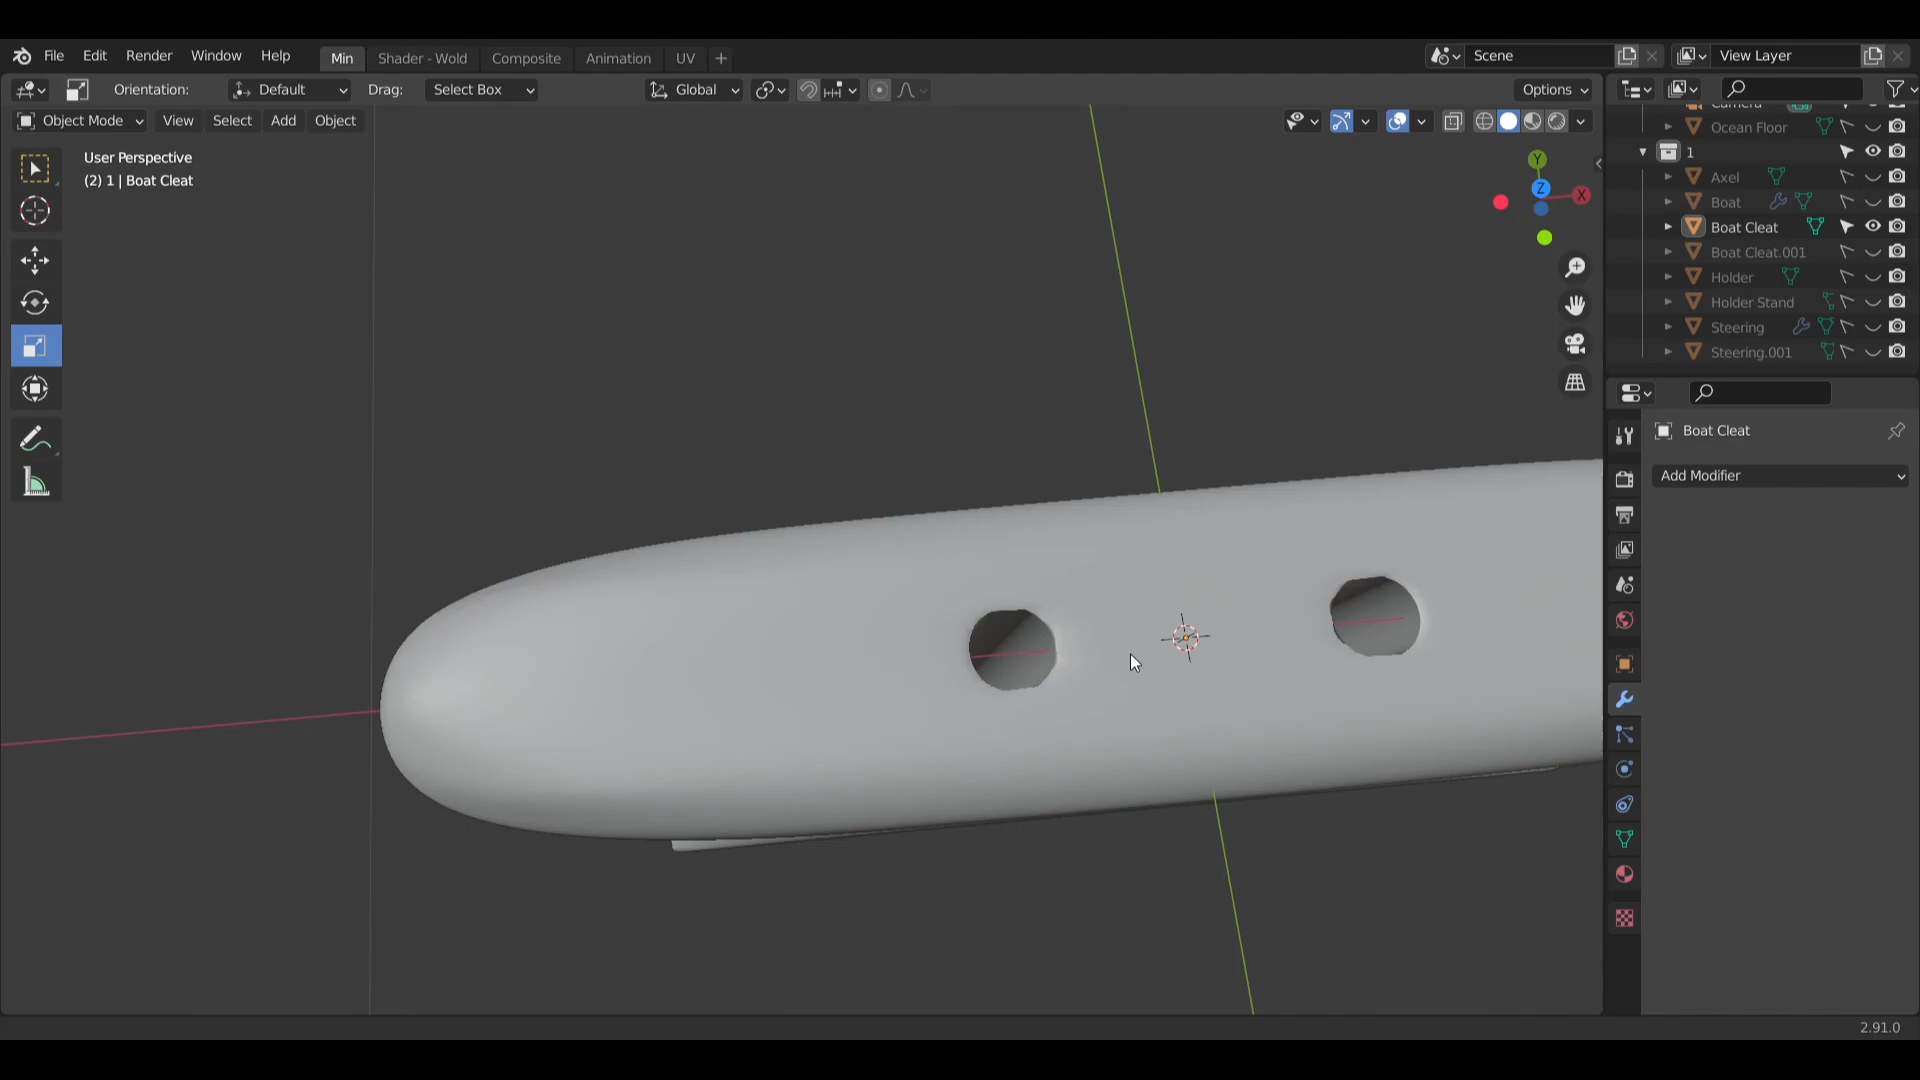 File Edit Render Window Help Min Shader - Wold Composite Animation UV + Scene View Layer
Orientation: Default Drag: Select Box Global Options
Object Mode View Select Add Object
User Perspective
(2) 1 | Boat Cleat
Y
Z
X
Camera
Ocean Floor
1
Axel
Boat
Boat Cleat
Boat Cleat.001
Holder
Holder Stand
Steering
Steering.001
Boat Cleat
Add Modifier
2.91.0